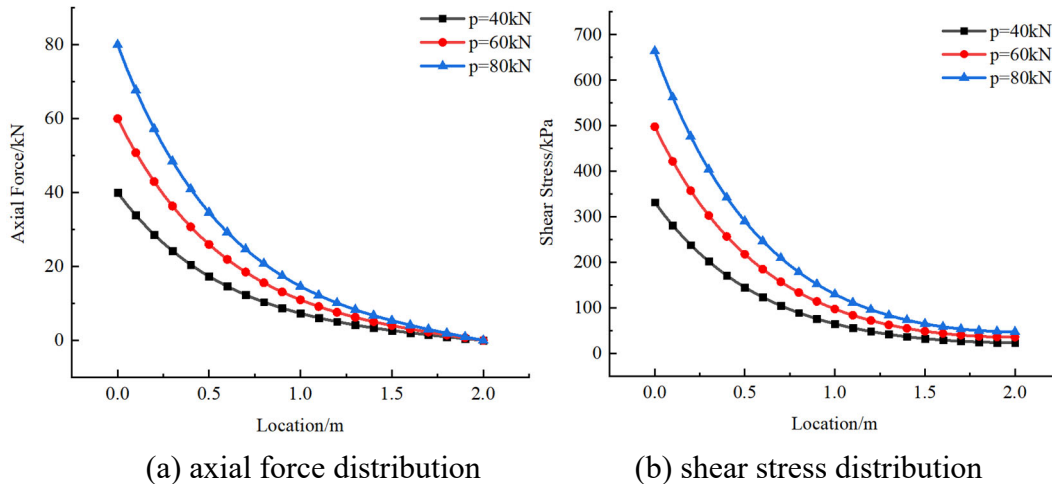 p=40kN
p=60kN
p=80kN
80
60
40
20
0
Axial Force/kN
0.0 0.5 1.0 1.5 2.0
Location/m
(a) axial force distribution
p=40kN
p=60kN
p=80kN
700
600
500
400
300
200
100
0
Shear Stress/kPa
0.0 0.5 1.0 1.5 2.0
Location/m
(b) shear stress distribution